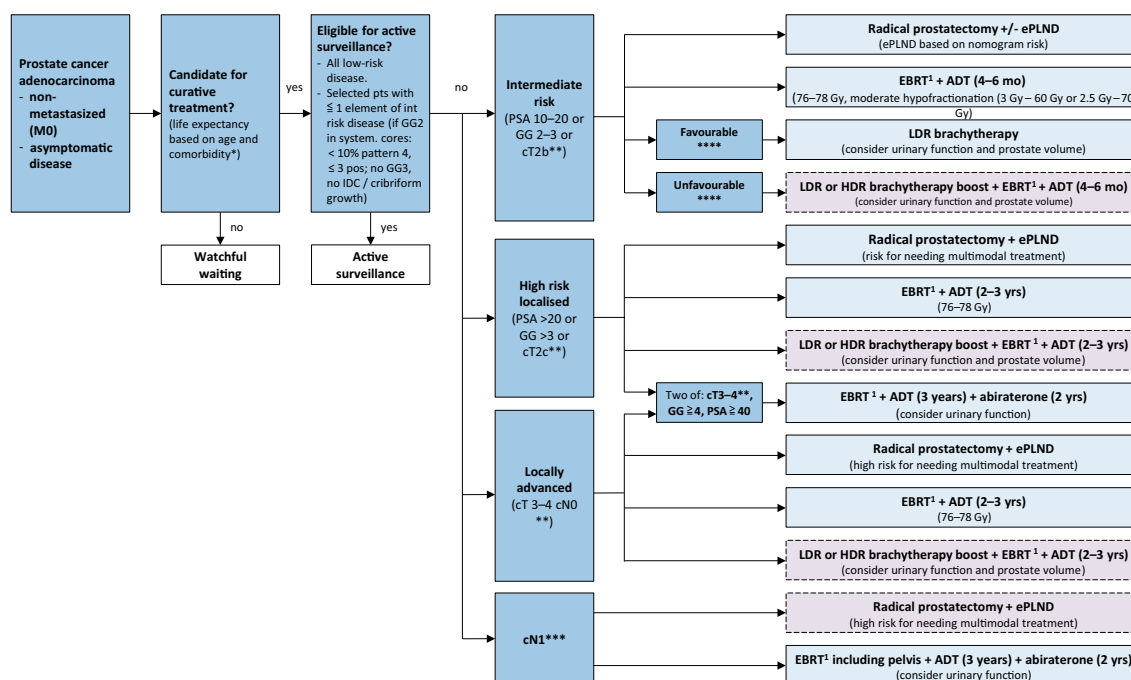 Prostate cancer
adenocarcinoma
- non-
metastasized
(M0)
- asymptomatic
disease
Candidate for
curative
treatment?
(life expectancy
based on age and
comorbidity*)
yes
no
Watchful
waiting
Eligible for active
surveillance?
- All low-risk
disease.
- Selected pts with
≦ 1 element of int
risk disease (if GG2
in system. cores:
< 10% pattern 4,
≤ 3 pos; no GG3,
no IDC / cribriform
growth)
no
yes
Active
surveillance
Intermediate
risk
(PSA 10–20 or
GG 2–3 or
cT2b**)
Radical prostatectomy +/- ePLND
(ePLND based on nomogram risk)
EBRT¹ + ADT (4–6 mo)
(76–78 Gy, moderate hypofractionation (3 Gy – 60 Gy or 2.5 Gy – 70
Gy)
Favourable
****
LDR brachytherapy
(consider urinary function and prostate volume)
Unfavourable
****
LDR or HDR brachytherapy boost + EBRT¹ + ADT (4–6 mo)
(consider urinary function and prostate volume)
High risk
localised
(PSA >20 or
GG >3 or
cT2c**)
Radical prostatectomy + ePLND
(risk for needing multimodal treatment)
EBRT¹ + ADT (2–3 yrs)
(76–78 Gy)
LDR or HDR brachytherapy boost + EBRT ¹ + ADT (2–3 yrs)
(consider urinary function and prostate volume)
Two of: cT3–4**,
GG ≧ 4, PSA ≧ 40
EBRT ¹ + ADT (3 years) + abiraterone (2 yrs)
(consider urinary function)
Locally
advanced
(cT 3–4 cN0
**)
Radical prostatectomy + ePLND
(high risk for needing multimodal treatment)
EBRT¹ + ADT (2–3 yrs)
(76–78 Gy)
LDR or HDR brachytherapy boost + EBRT ¹ + ADT (2–3 yrs)
(consider urinary function and prostate volume)
cN1***
Radical prostatectomy + ePLND
(high risk for needing multimodal treatment)
EBRT¹ including pelvis + ADT (3 years) + abiraterone (2 yrs)
(consider urinary function)